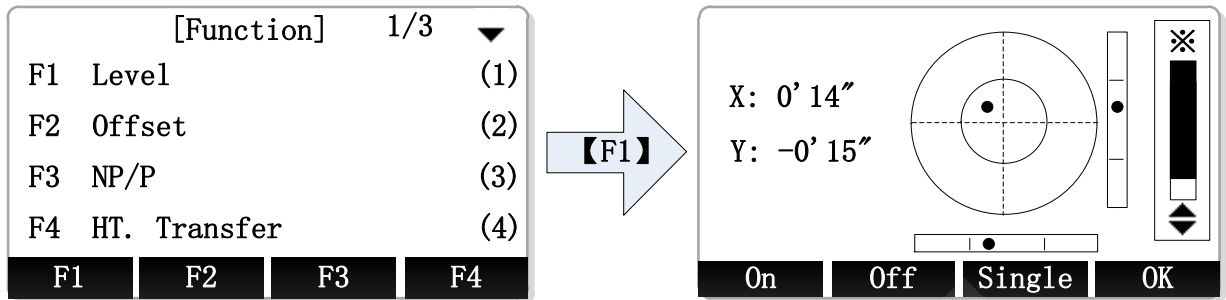 [Function] 1/3
F1 Level (1)
F2 Offset (2)
F3 NP/P (3)
F4 HT. Transfer (4)
F1 F2 F3 F4
【F1】
X: 0′14″
Y: -0′15″
※
On Off Single OK